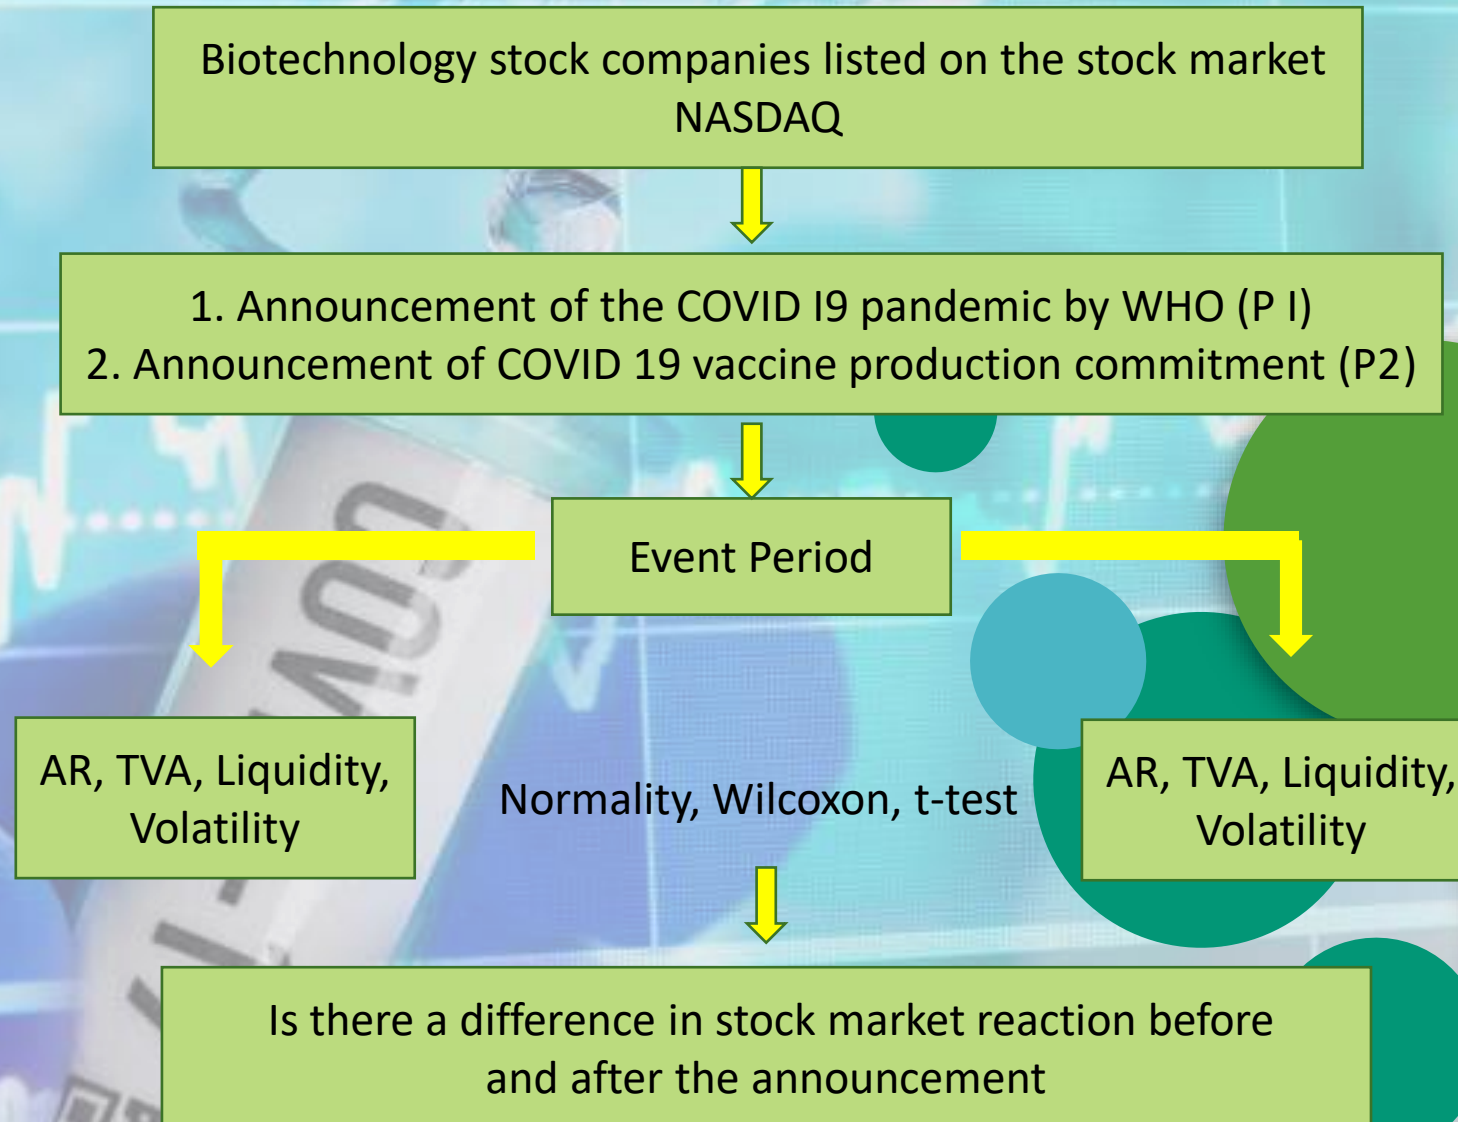 Biotechnology stock companies listed on the stock market
NASDAQ
1. Announcement of the COVID I9 pandemic by WHO (P I)
2. Announcement of COVID 19 vaccine production commitment (P2)
Event Period
AR, TVA, Liquidity,
Volatility
Normality, Wilcoxon, t-test
AR, TVA, Liquidity,
Volatility
Is there a difference in stock market reaction before
and after the announcement